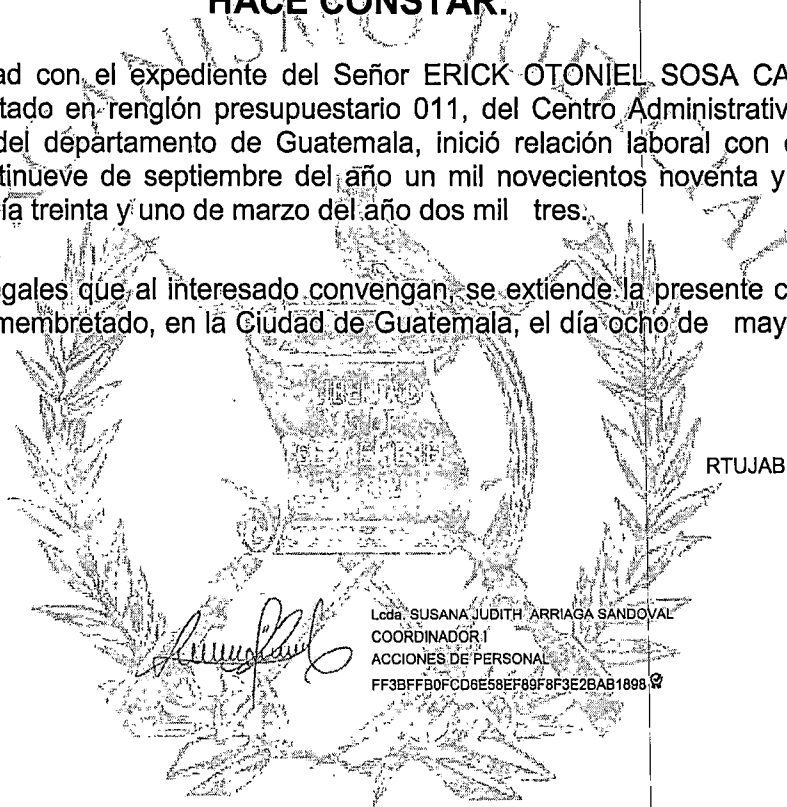 HACE CONSTAR:
ad con el expediente del Señor ERICK OTONIEL SOSA CA
tado en renglón presupuestario 011, del Centro Administrativ
del departamento de Guatemala, inició relación laboral con
tinueve de septiembre del año un mil novecientos noventa y
ía treinta y uno de marzo del año dos mil tres.
egales que al interesado convengan, se extiende la presente c
membretado, en la Ciudad de Guatemala, el día ocho de may
RTUJAB
Lcda. SUSANA JUDITH ARRIAGA SANDOVAL
COORDINADOR I
ACCIONES DE PERSONAL
FF3BFFB0FCD6E58EF89F8F3E2BAB1898